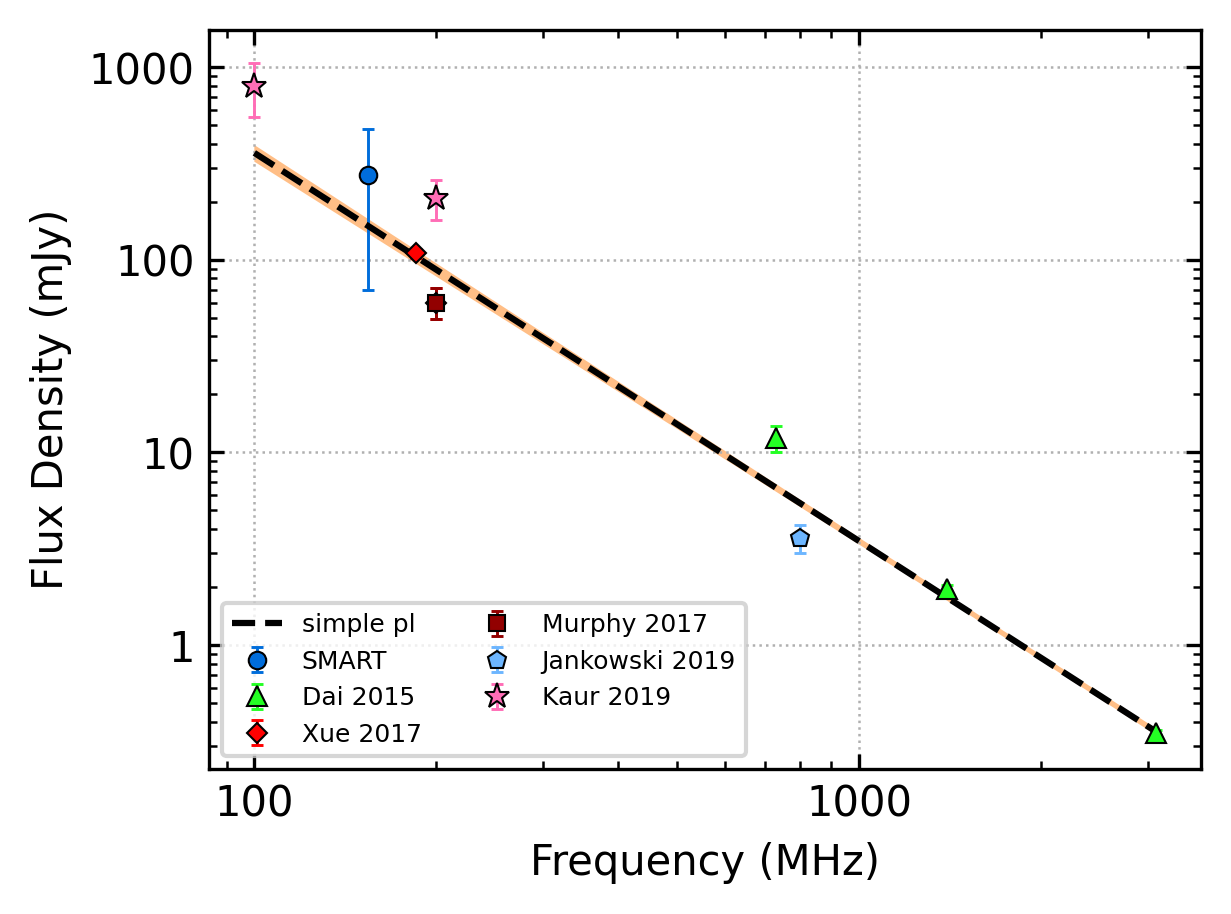 1000
100
10
1
Flux Density (mJy)
simple pl
SMART
Dai 2015
Xue 2017
Murphy 2017
Jankowski 2019
Kaur 2019
100
1000
Frequency (MHz)